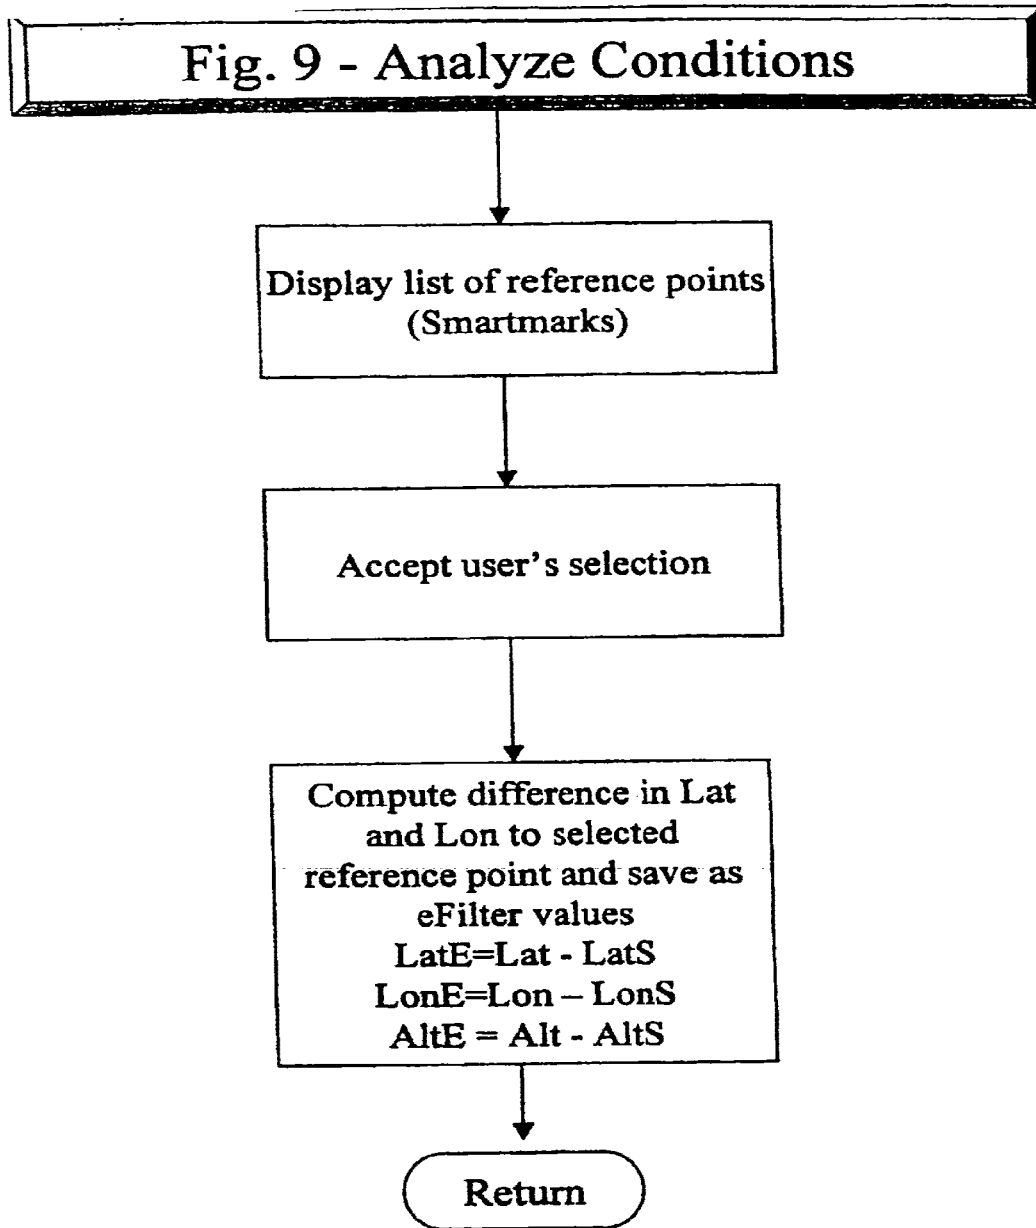 Fig. 9 - Analyze Conditions
Display list of reference points
(Smartmarks)
Accept user's selection
Compute difference in Lat
and Lon to selected
reference point and save as
eFilter values
LatE=Lat - LatS
LonE=Lon – LonS
AltE = Alt - AltS
Return